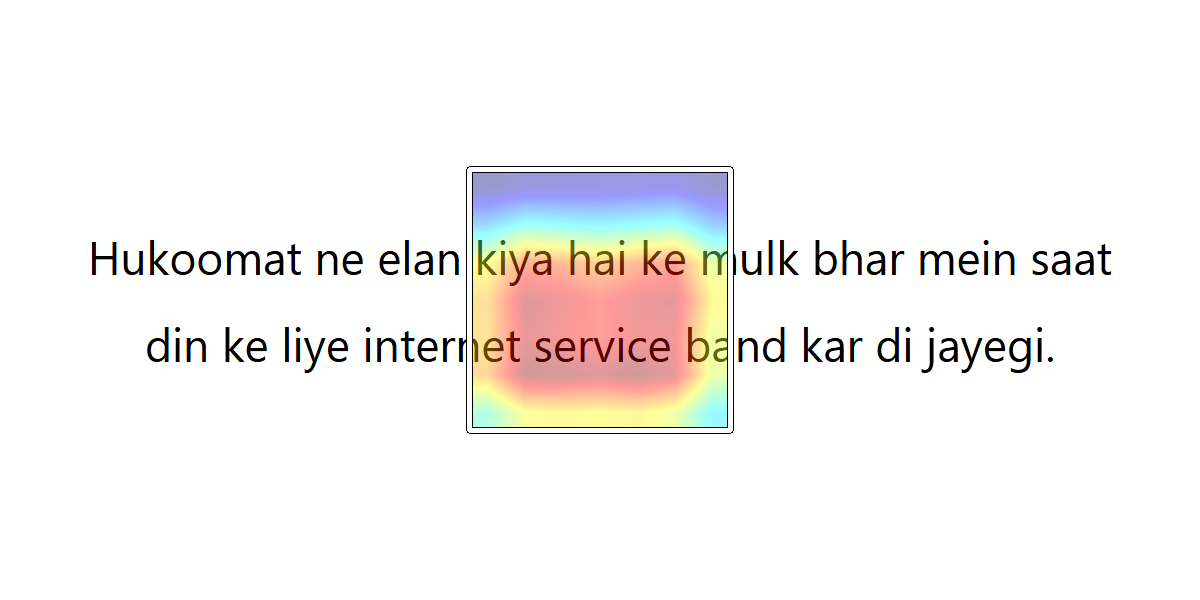 Hukoomat ne elan kiya hai ke mulk bhar mein saat
din ke liye internet service band kar di jayegi.